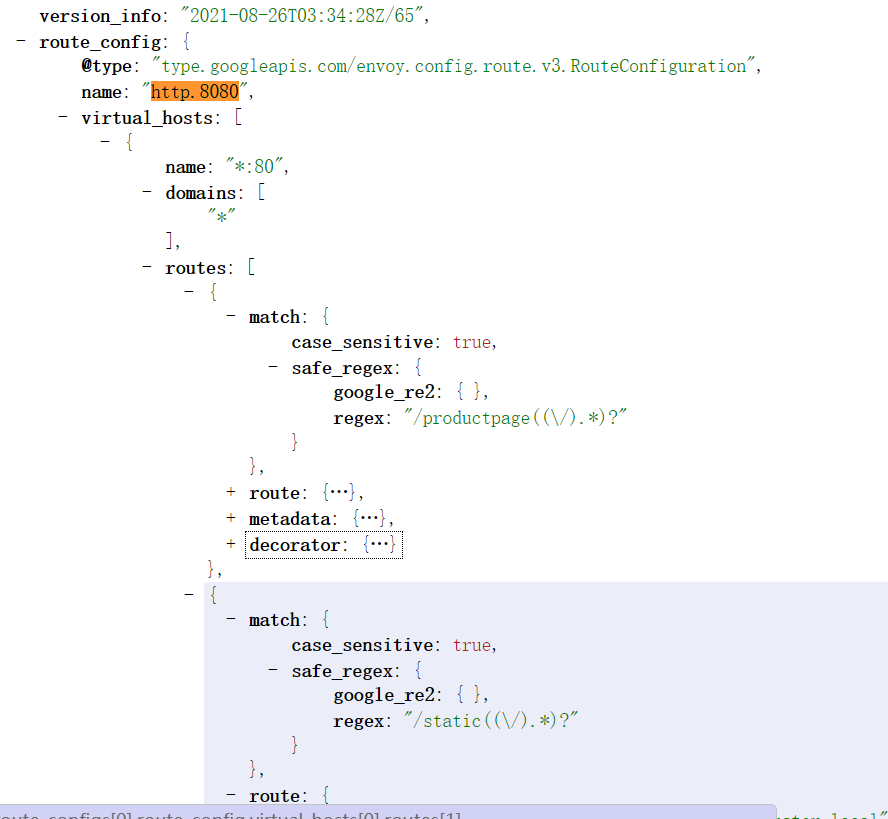 version_info: "2021-08-26T03:34:28Z/65",
- route_config: {
@type: "type.googleapis.com/envoy.config.route.v3.RouteConfiguration",
name: "http.8080",
- virtual_hosts: [
- {
name: "*:80",
- domains: [
"*"
],
- routes: [
- {
- match: {
case_sensitive: true,
- safe_regex: {
google_re2: { },
regex: "/productpage((\/).*)?"
}
},
+ route: {…},
+ metadata: {…},
+ decorator: {…}
},
- {
- match: {
case_sensitive: true,
- safe_regex: {
google_re2: { },
regex: "/static((\/).*)?"
}
},
- route: {
route_configs[0].route_config.virtual_hosts[0].routes[1]